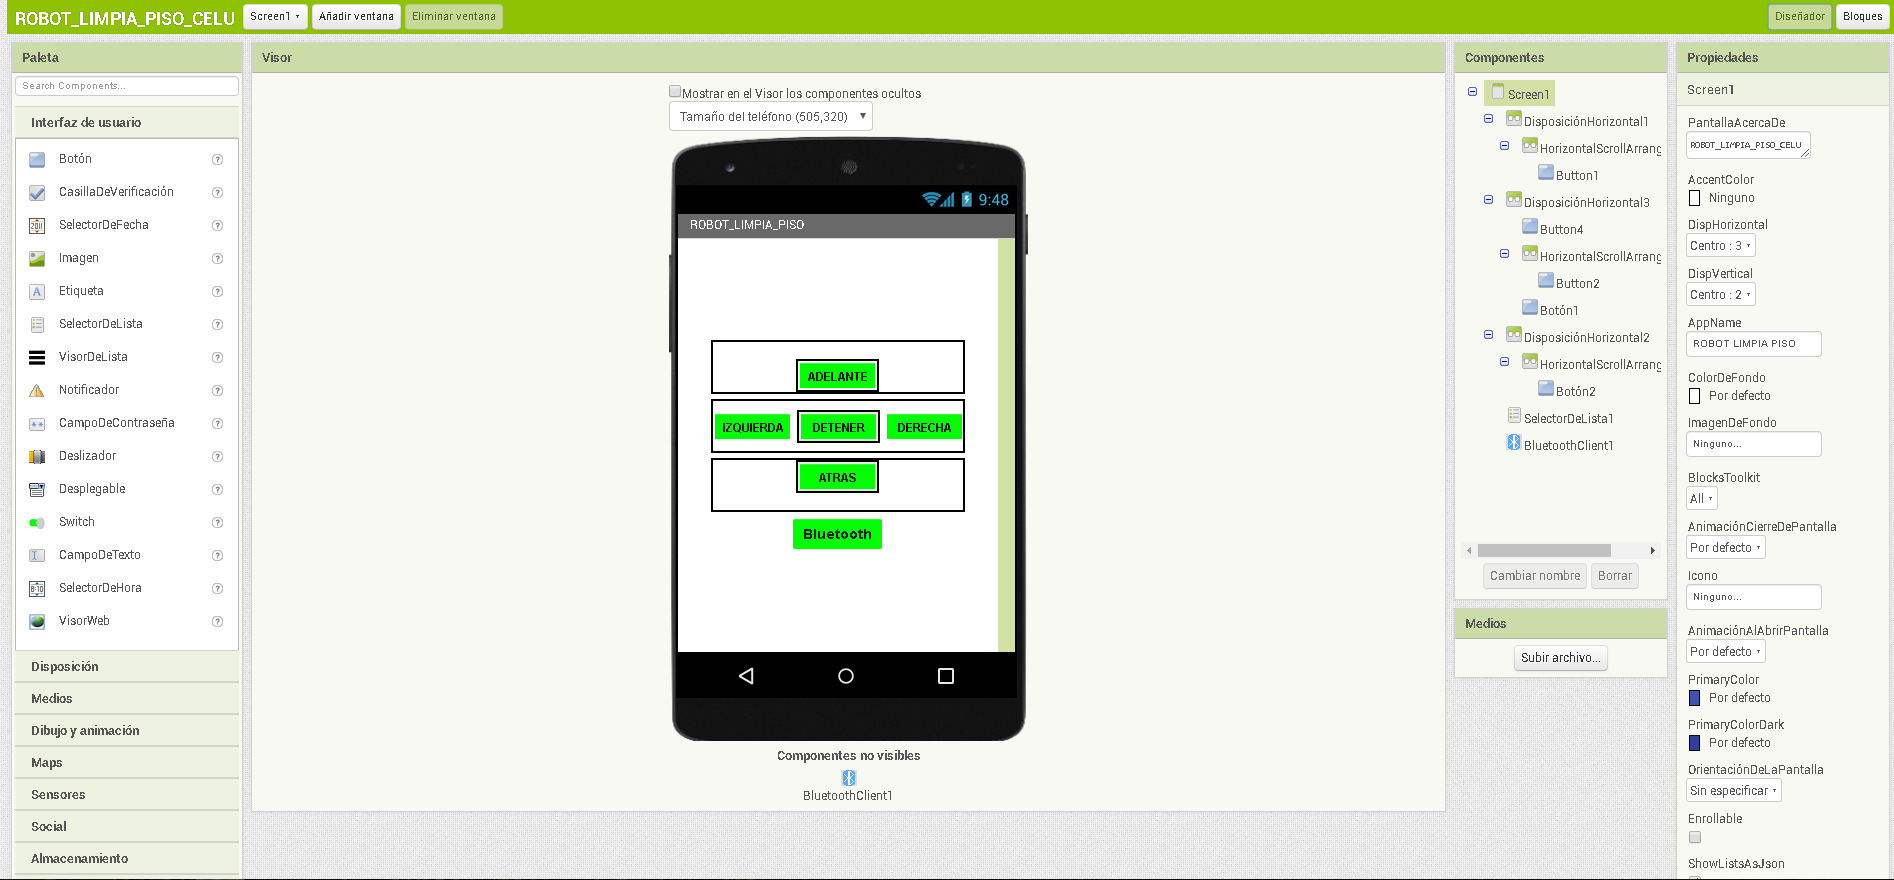 ROBOT_LIMPIA_PISO_CELU
Screen1
Añadir ventana
Eliminar ventana
Diseñador
Bloques
Paleta
Search Components...
Interfaz de usuario
Botón
CasillaDeVerificación
SelectorDeFecha
Imagen
Etiqueta
SelectorDeLista
VisorDeLista
Notificador
CampoDeContraseña
Deslizador
Desplegable
Switch
CampoDeTexto
SelectorDeHora
VisorWeb
Disposición
Medios
Dibujo y animación
Maps
Sensores
Social
Almacenamiento
Visor
Mostrar en el Visor los componentes ocultos
Tamaño del teléfono (505,320)
9:48
ROBOT_LIMPIA_PISO
ADELANTE
IZQUIERDA
DETENER
DERECHA
ATRAS
Bluetooth
Componentes no visibles
BluetoothClient1
Componentes
Screen1
DisposiciónHorizontal1
HorizontalScrollArrang
Button1
DisposiciónHorizontal3
Button4
HorizontalScrollArrang
Button2
Botón1
DisposiciónHorizontal2
HorizontalScrollArrang
Botón2
SelectorDeLista1
BluetoothClient1
Cambiar nombre
Borrar
Medios
Subir archivo...
Propiedades
Screen1
PantallaAcercaDe
ROBOT_LIMPIA_PISO_CELU
AccentColor
Ninguno
DispHorizontal
Centro : 3
DispVertical
Centro : 2
AppName
ROBOT LIMPIA PISO
ColorDeFondo
Por defecto
ImagenDeFondo
Ninguno...
BlocksToolkit
All
AnimaciónCierreDePantalla
Por defecto
Icono
Ninguno...
AnimaciónAlAbrirPantalla
Por defecto
PrimaryColor
Por defecto
PrimaryColorDark
Por defecto
OrientaciónDeLaPantalla
Sin especificar
Enrollable
ShowListsAsJson